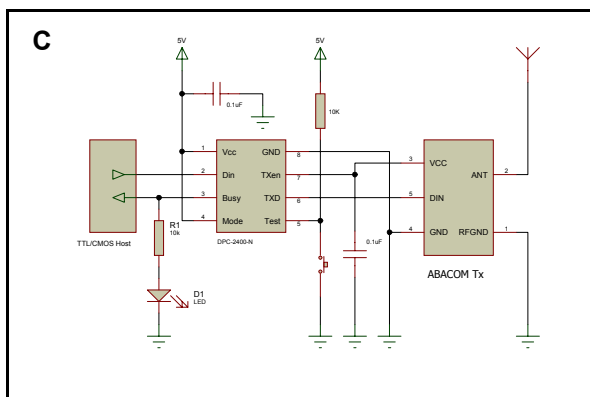 C
5V
5V
0.1uF
10K
1 Vcc GND 8
2 Din TXen 7
3 Busy TXD 6
4 Mode Test 5
DPC-2400-N
TTL/CMOS Host
R1
10k
D1
LED
0.1uF
3 VCC
ANT 2
5 DIN
4 GND RFGND 1
ABACOM Tx